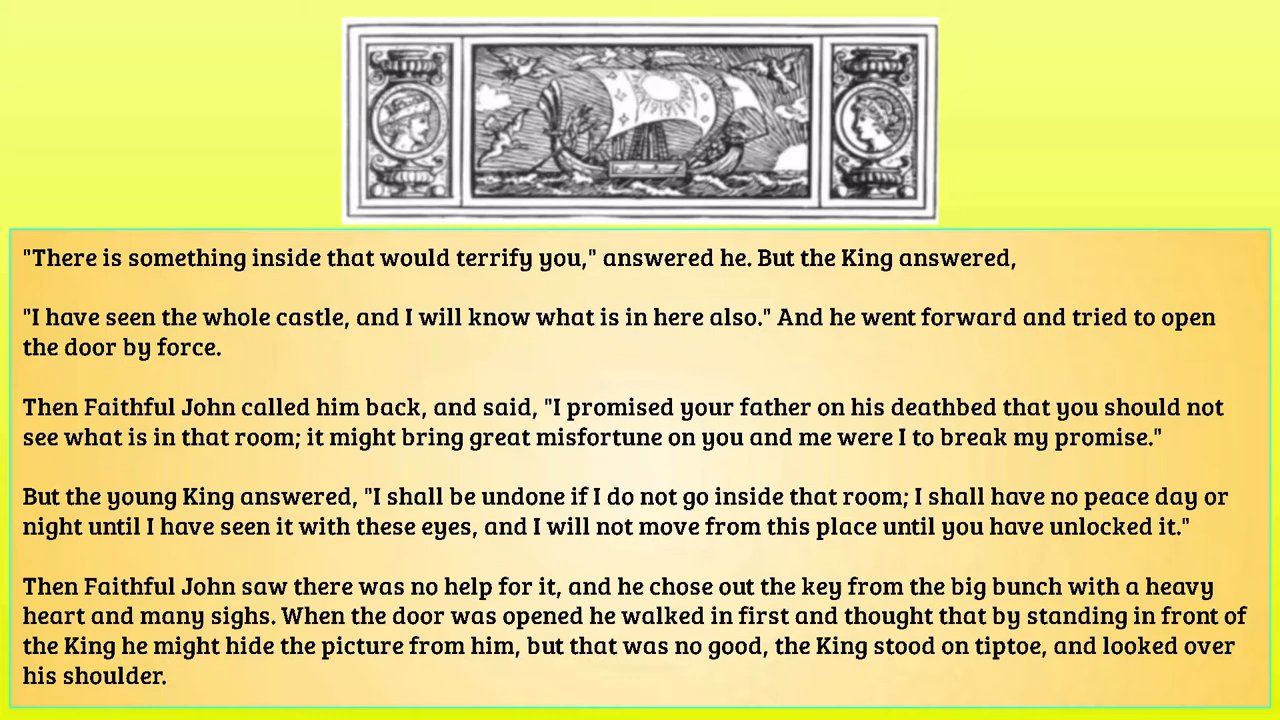 "There is something inside that would terrify you," answered he. But the King answered,
"I have seen the whole castle, and I will know what is in here also." And he went forward and tried to open
the door by force.
Then Faithful John called him back, and said, "I promised your father on his deathbed that you should not
see what is in that room; it might bring great misfortune on you and me were I to break my promise."
But the young King answered, "I shall be undone if I do not go inside that room; I shall have no peace day or
night until I have seen it with these eyes, and I will not move from this place until you have unlocked it."
Then Faithful John saw there was no help for it, and he chose out the key from the big bunch with a heavy
heart and many sighs. When the door was opened he walked in first and thought that by standing in front of
the King he might hide the picture from him, but that was no good, the King stood on tiptoe, and looked over
his shoulder.